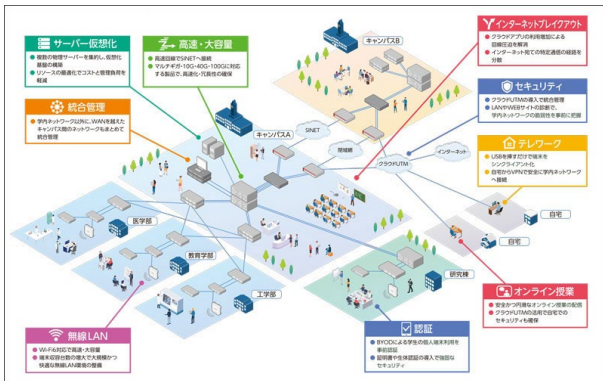 サーバー仮想化
複数の物理サーバーを集約し、仮想化
基盤の構築
リソースの最適化でコストと管理負荷を
軽減
高速・大容量
高速回線でSINETへ接続
マルチギガ・10G・40G・100Gに対応
する製品で、高速化・冗長性の確保
キャンパスB
インターネットブレイクアウト
クラウドアプリの利用増加による
回線圧迫を解消
インターネット宛ての特定通信の経路を
分離
統合管理
学内ネットワーク以外に、WANを越えた
キャンパス間のネットワークもまとめて
統合管理
キャンパスA
SINET
閉域網
クラウドUTM
インターネット
セキュリティ
クラウドUTMの導入で統合管理
LANやWEBサイトの診断で、
学内ネットワークの脆弱性を事前に把握
テレワーク
USBを挿すだけで端末を
シンクライアント化
自宅からVPNで安全に学内ネットワーク
へ接続
自宅
自宅
医学部
教育学部
工学部
研究棟
オンライン授業
安全かつ円滑なオンライン授業の配信
クラウドUTMの活用で自宅での
セキュリティも確保
無線LAN
Wi-Fi6対応で高速・大容量
端末収容台数の増大で大規模かつ
快適な無線LAN環境の整備
認証
BYODによる学生の個人端末利用を
事前認証
証明書や生体認証の導入で強固な
セキュリティ